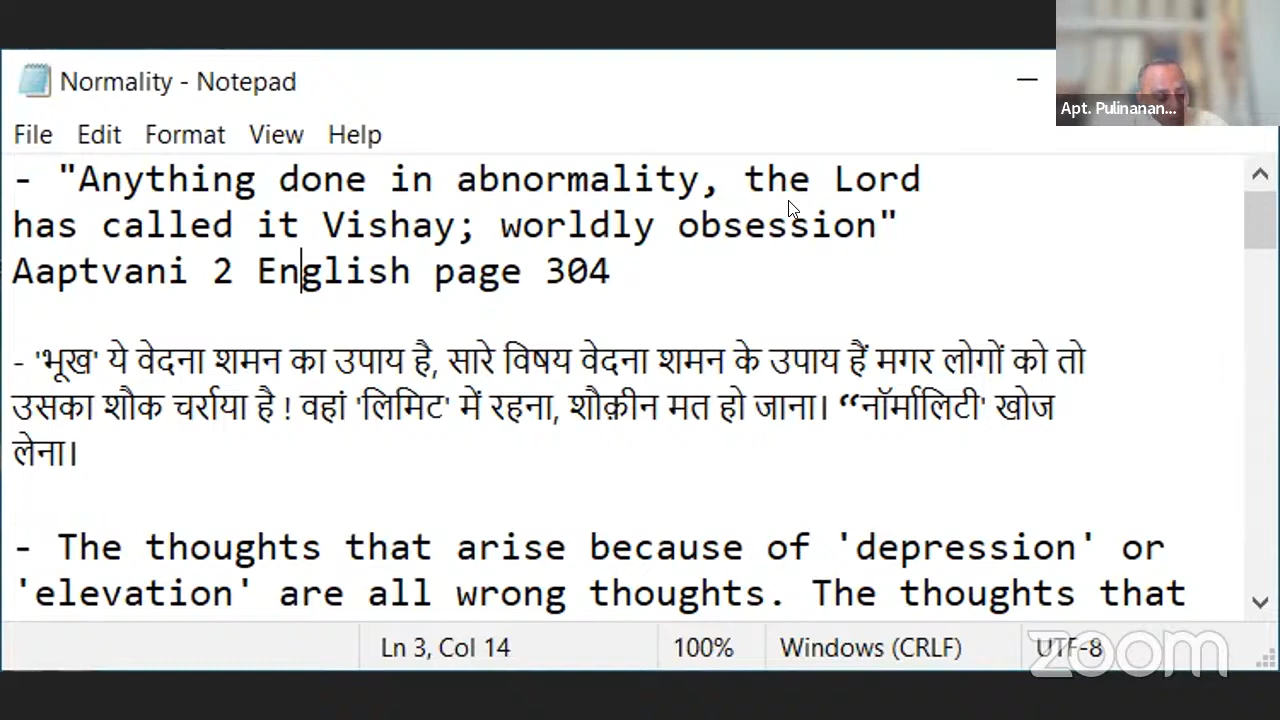 Normality - Notepad
Apt. Pulinanan...
File Edit Format View Help
- "Anything done in abnormality, the Lord
has called it Vishay; worldly obsession"
Aaptvani 2 English page 304
- 'भूख' ये वेदना शमन का उपाय है, सारे विषय वेदना शमन के उपाय हैं मगर लोगों को तो
उसका शौक चर्राया है ! वहां 'लिमिट' में रहना, शौक़ीन मत हो जाना। “नॉर्मालिटी' खोज
लेना।
- The thoughts that arise because of 'depression' or
'elevation' are all wrong thoughts. The thoughts that
Ln 3, Col 14 100% Windows (CRLF) UTF-8
zoom